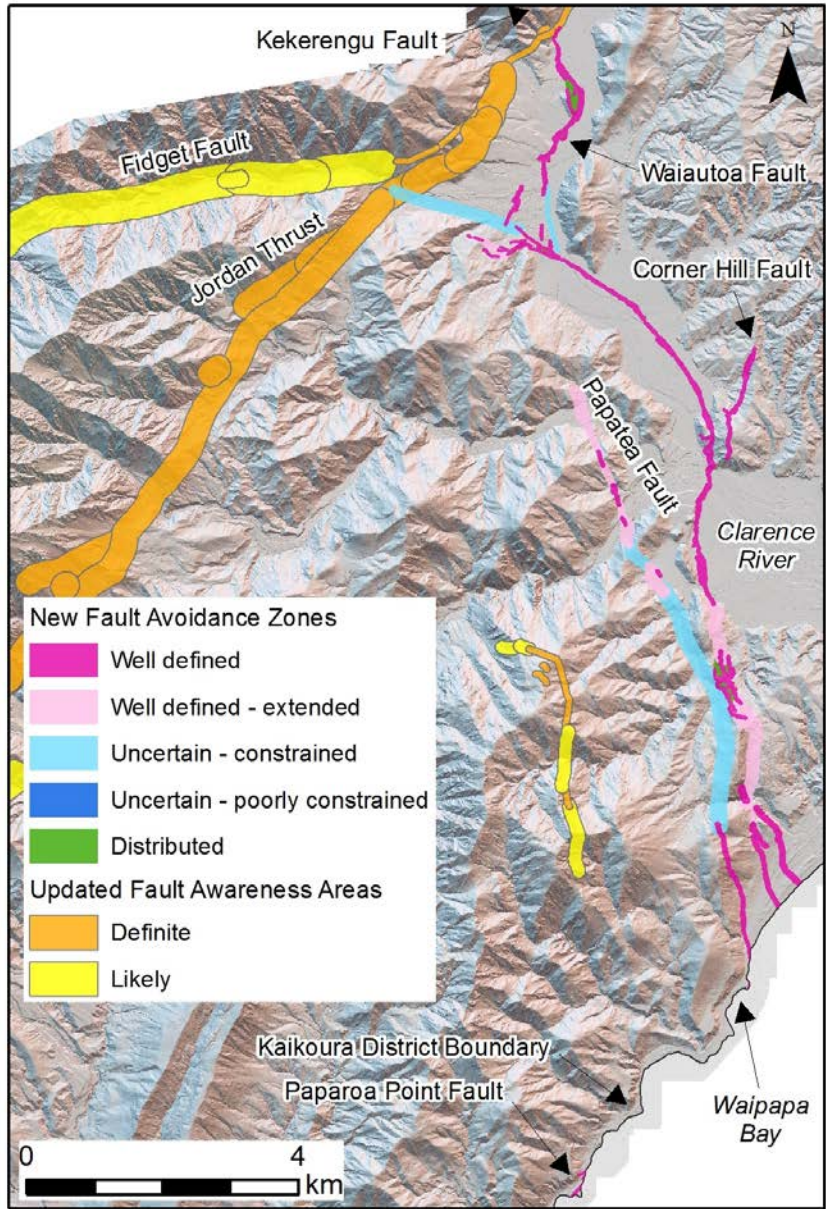 Kekerengu Fault
N
Fidget Fault
Waiautoa Fault
Jordan Thrust
Corner Hill Fault
Papatea Fault
Clarence
River
New Fault Avoidance Zones
Well defined
Well defined - extended
Uncertain - constrained
Uncertain - poorly constrained
Distributed
Updated Fault Awareness Areas
Definite
Likely
Kaikoura District Boundary
Paparoa Point Fault
Waipapa
Bay
0 4
km